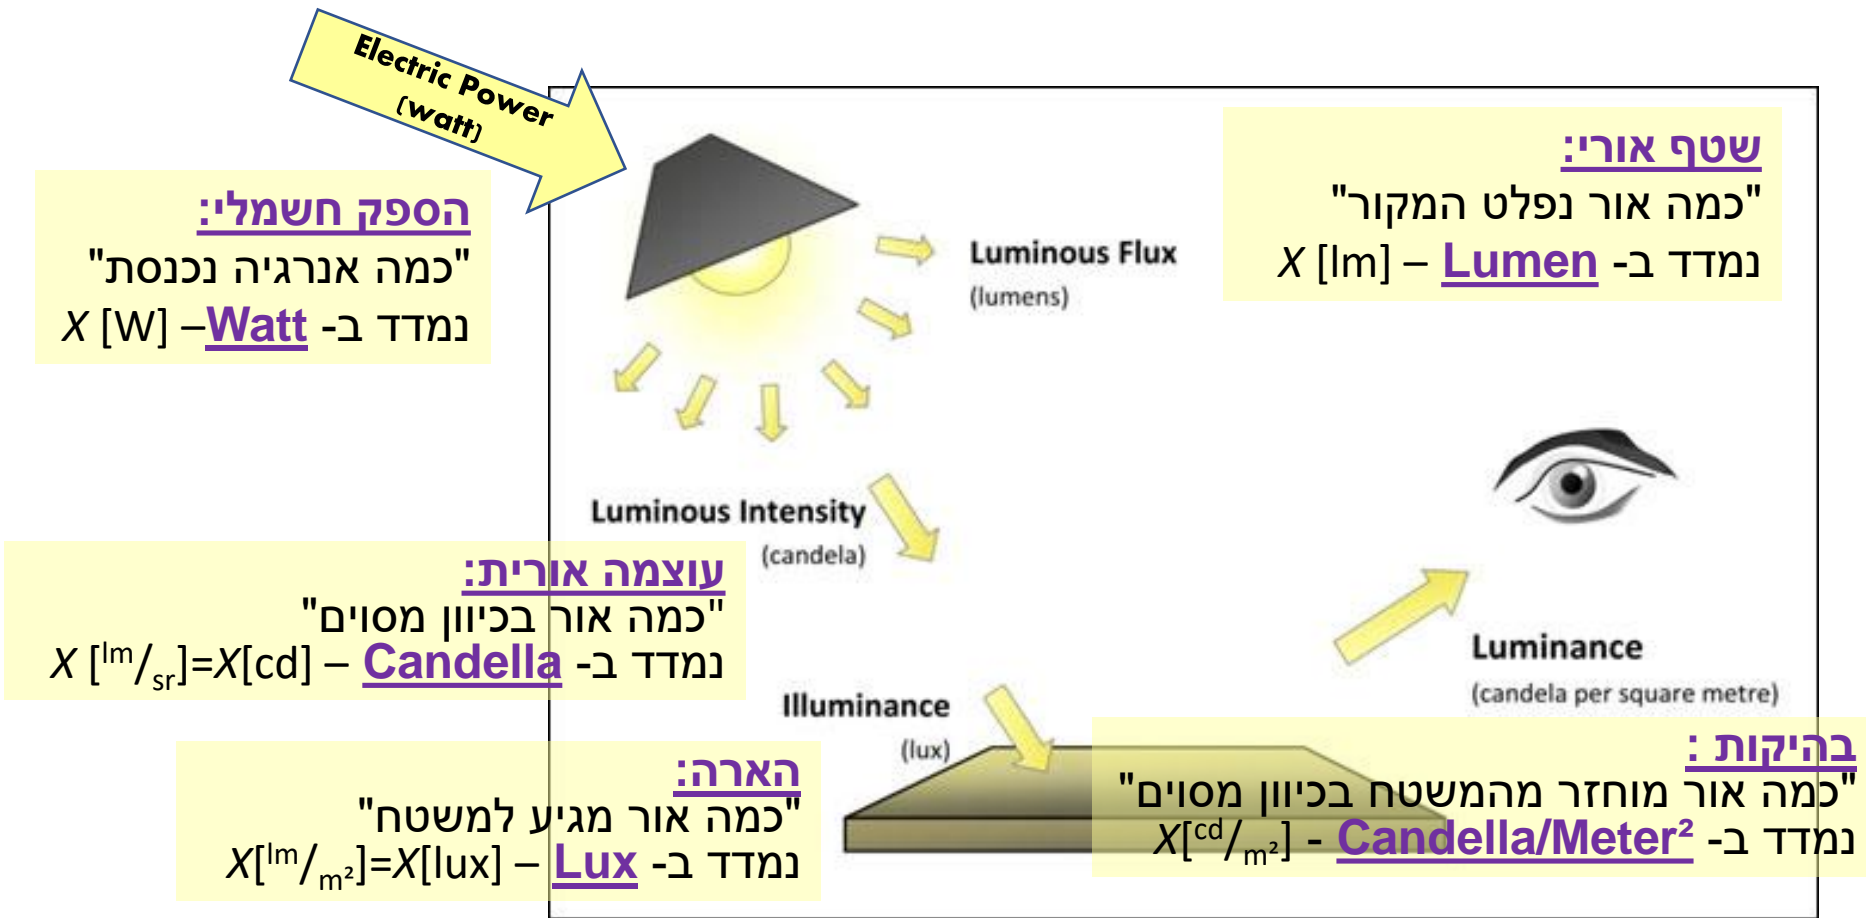 Electric Power
(watt)
הספק חשמלי:
"כמה אנרגיה נכנסת"
נמדד ב- Watt– X [W]
שטף אורי:
"כמה אור נפלט המקור"
נמדד ב- Lumen – X [lm]
Luminous Flux
(lumens)
Luminous Intensity
(candela)
עוצמה אורית:
"כמה אור בכיוון מסוים"
נמדד ב- Candella – X [lm/sr]=X[cd]
Illuminance
(lux)
הארה:
"כמה אור מגיע למשטח"
נמדד ב- Lux – X[lm/m²]=X[lux]
Luminance
(candela per square metre)
בהיקות :
"כמה אור מוחזר מהמשטח בכיוון מסוים"
נמדד ב- Candella/Meter² - X[cd/m²]